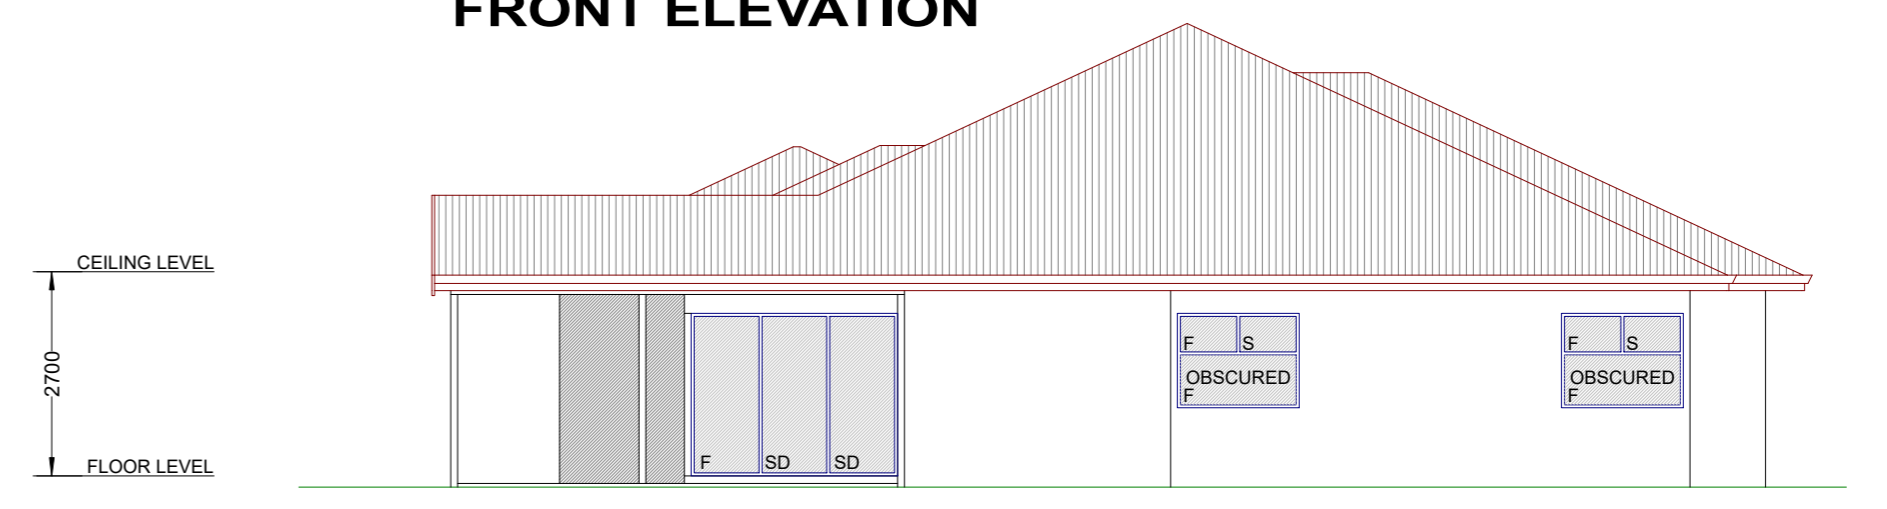 FRONT ELEVATION
CEILING LEVEL
2700
FLOOR LEVEL
F SD SD
F S
OBSCURED
F
F S
OBSCURED
F